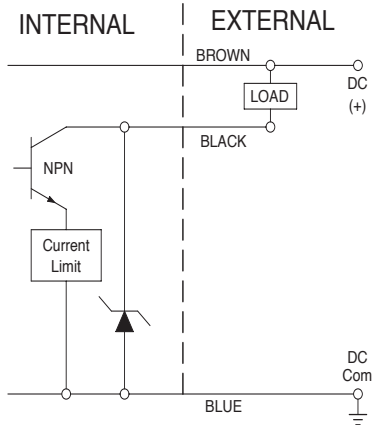 INTERNAL
EXTERNAL
BROWN
DC
(+)
LOAD
BLACK
NPN
Current
Limit
DC
Com
BLUE